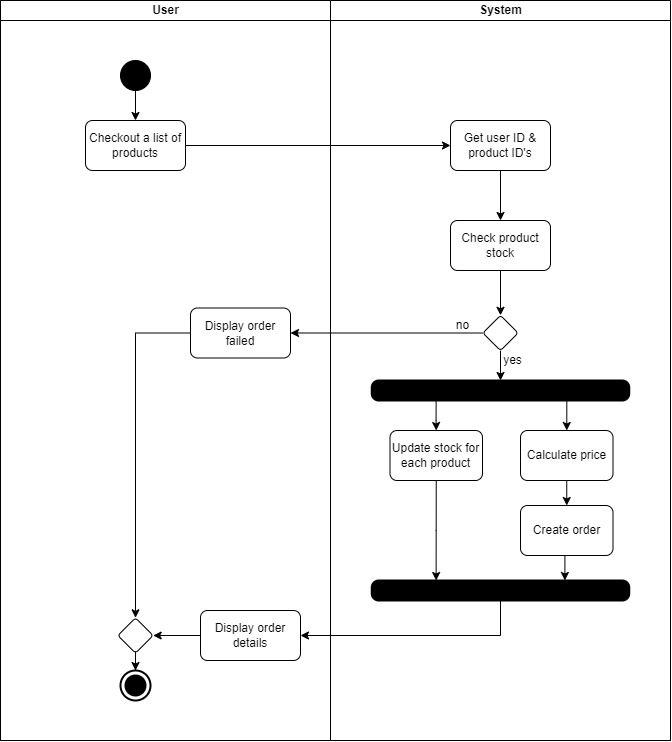 User
System
Checkout a list of
products
Get user ID &
product ID's
Check product
stock
no
Display order
failed
yes
Update stock for
each product
Calculate price
Create order
Display order
details